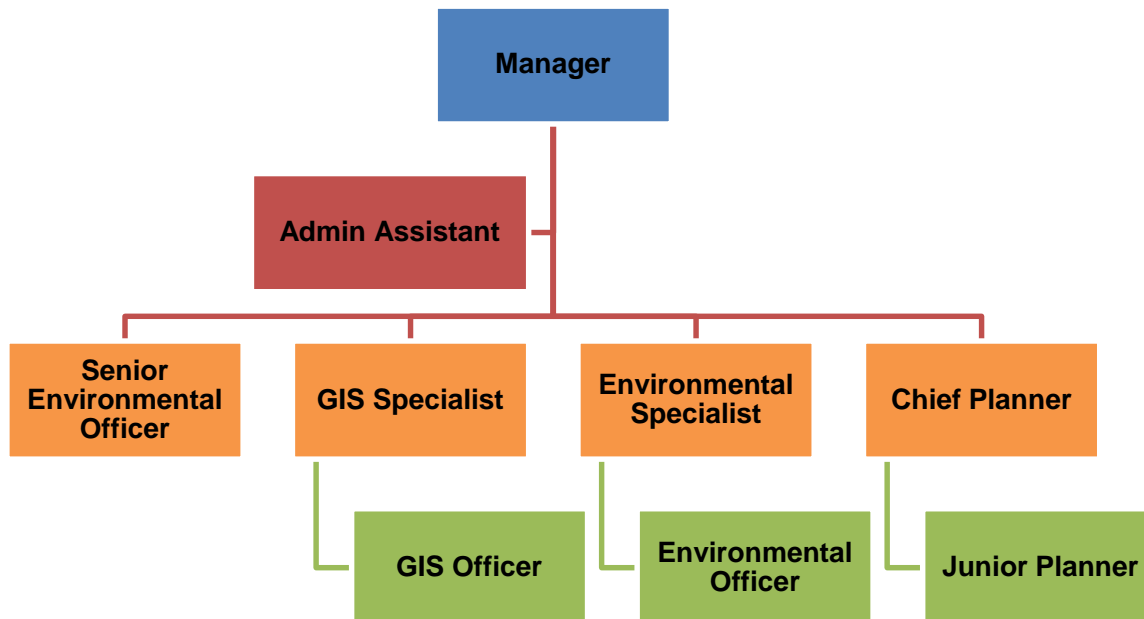 Manager
Admin Assistant
Senior
Environmental
Officer
GIS Specialist
Environmental
Specialist
Chief Planner
GIS Officer
Environmental
Officer
Junior Planner